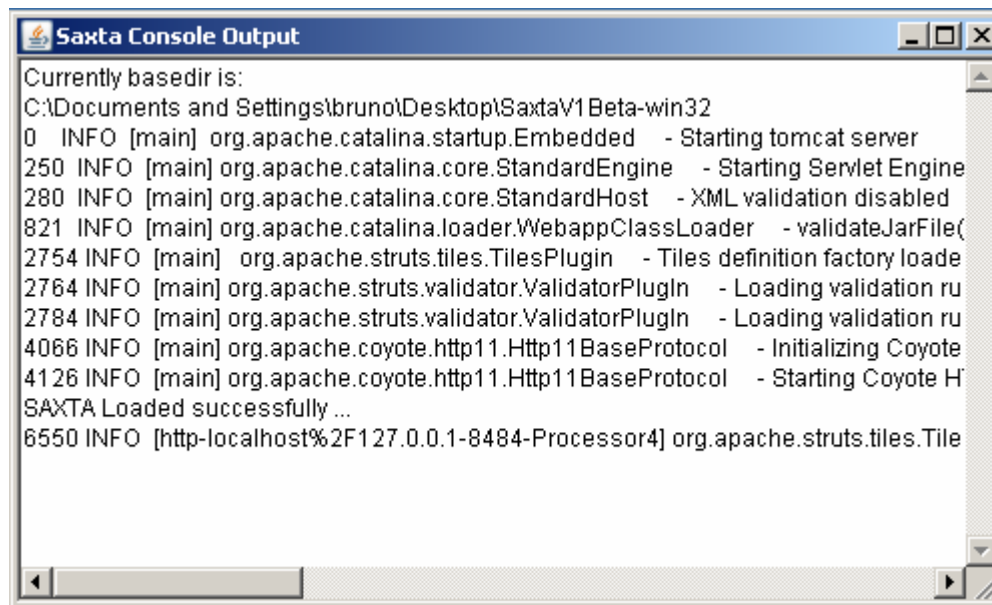 Saxta Console Output
Currently basedir is:
C:\Documents and Settings\bruno\Desktop\SaxtaV1Beta-win32
0 INFO [main] org.apache.catalina.startup.Embedded - Starting tomcat server
250 INFO [main] org.apache.catalina.core.StandardEngine - Starting Servlet Engine
280 INFO [main] org.apache.catalina.core.StandardHost - XML validation disabled
821 INFO [main] org.apache.catalina.loader.WebappClassLoader - validateJarFile(
2754 INFO [main] org.apache.struts.tiles.TilesPlugin - Tiles definition factory loade
2764 INFO [main] org.apache.struts.validator.ValidatorPlugIn - Loading validation ru
2784 INFO [main] org.apache.struts.validator.ValidatorPlugIn - Loading validation ru
4066 INFO [main] org.apache.coyote.http11.Http11BaseProtocol - Initializing Coyote
4126 INFO [main] org.apache.coyote.http11.Http11BaseProtocol - Starting Coyote H
SAXTA Loaded successfully ...
6550 INFO [http-localhost%2F127.0.0.1-8484-Processor4] org.apache.struts.tiles.Tile